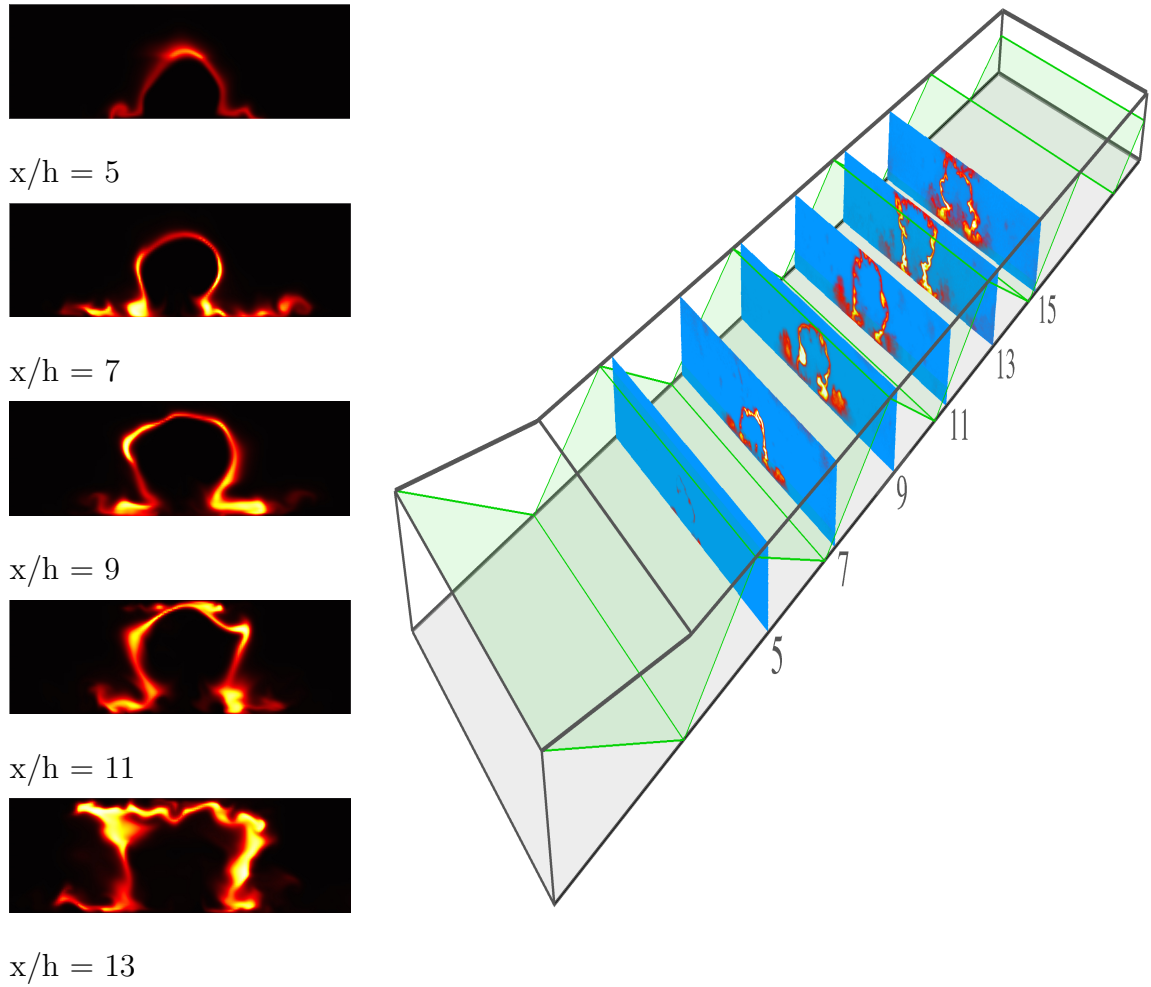 x/h = 5
x/h = 7
x/h = 9
x/h = 11
x/h = 13
15
13
11
9
7
5